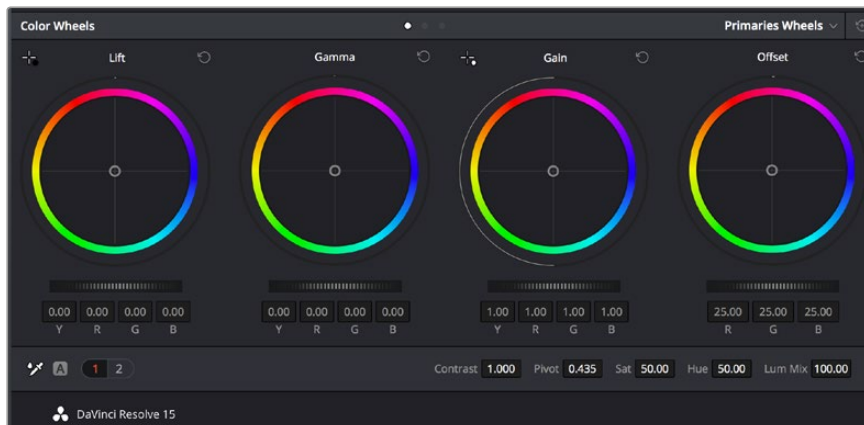 Color Wheels Primaries Wheels
Lift Gamma Gain Offset
0.00 0.00 0.00 0.00 0.00 0.00 0.00 0.00 1.00 1.00 1.00 1.00 25.00 25.00 25.00
Y R G B Y R G B Y R G B R G B
A 1 2 Contrast 1.000 Pivot 0.435 Sat 50.00 Hue 50.00 Lum Mix 100.00
DaVinci Resolve 15